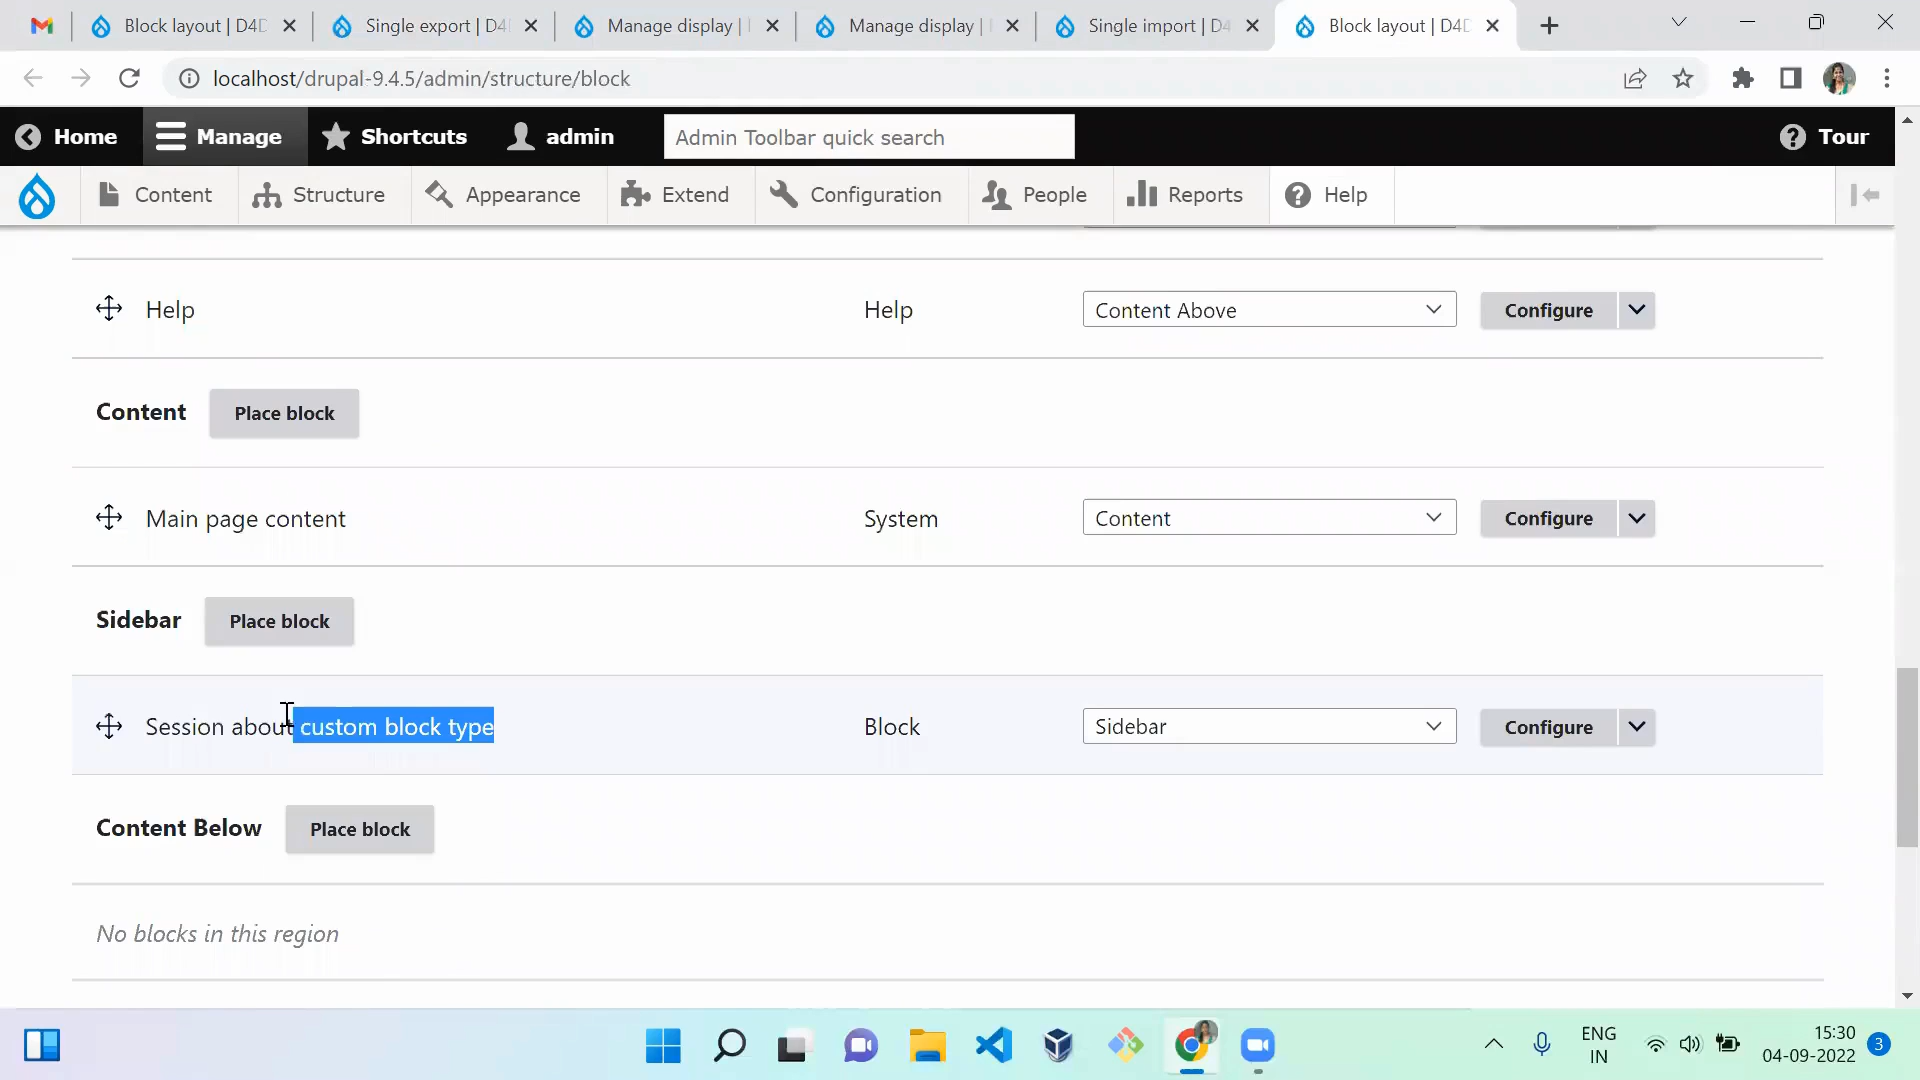 Block layout | D4D
Single export | D4
Manage display |
Manage display |
Single import | D4
Block layout | D4D
localhost/drupal-9.4.5/admin/structure/block
Home
Manage
Shortcuts
admin
Admin Toolbar quick search
Tour
Content
Structure
Appearance
Extend
Configuration
People
Reports
Help
Help
Help
Content Above
Configure
Content
Place block
Main page content
System
Content
Configure
Sidebar
Place block
Session about custom block type
Block
Sidebar
Configure
Content Below
Place block
No blocks in this region
ENG
IN
15:30
04-09-2022
3